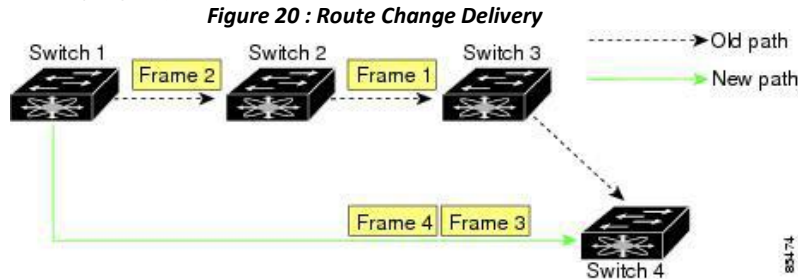 Figure 20 : Route Change Delivery
Switch 1
Switch 2
Switch 3
Old path
Frame 2
Frame 1
New path
Frame 4
Frame 3
Switch 4
85474